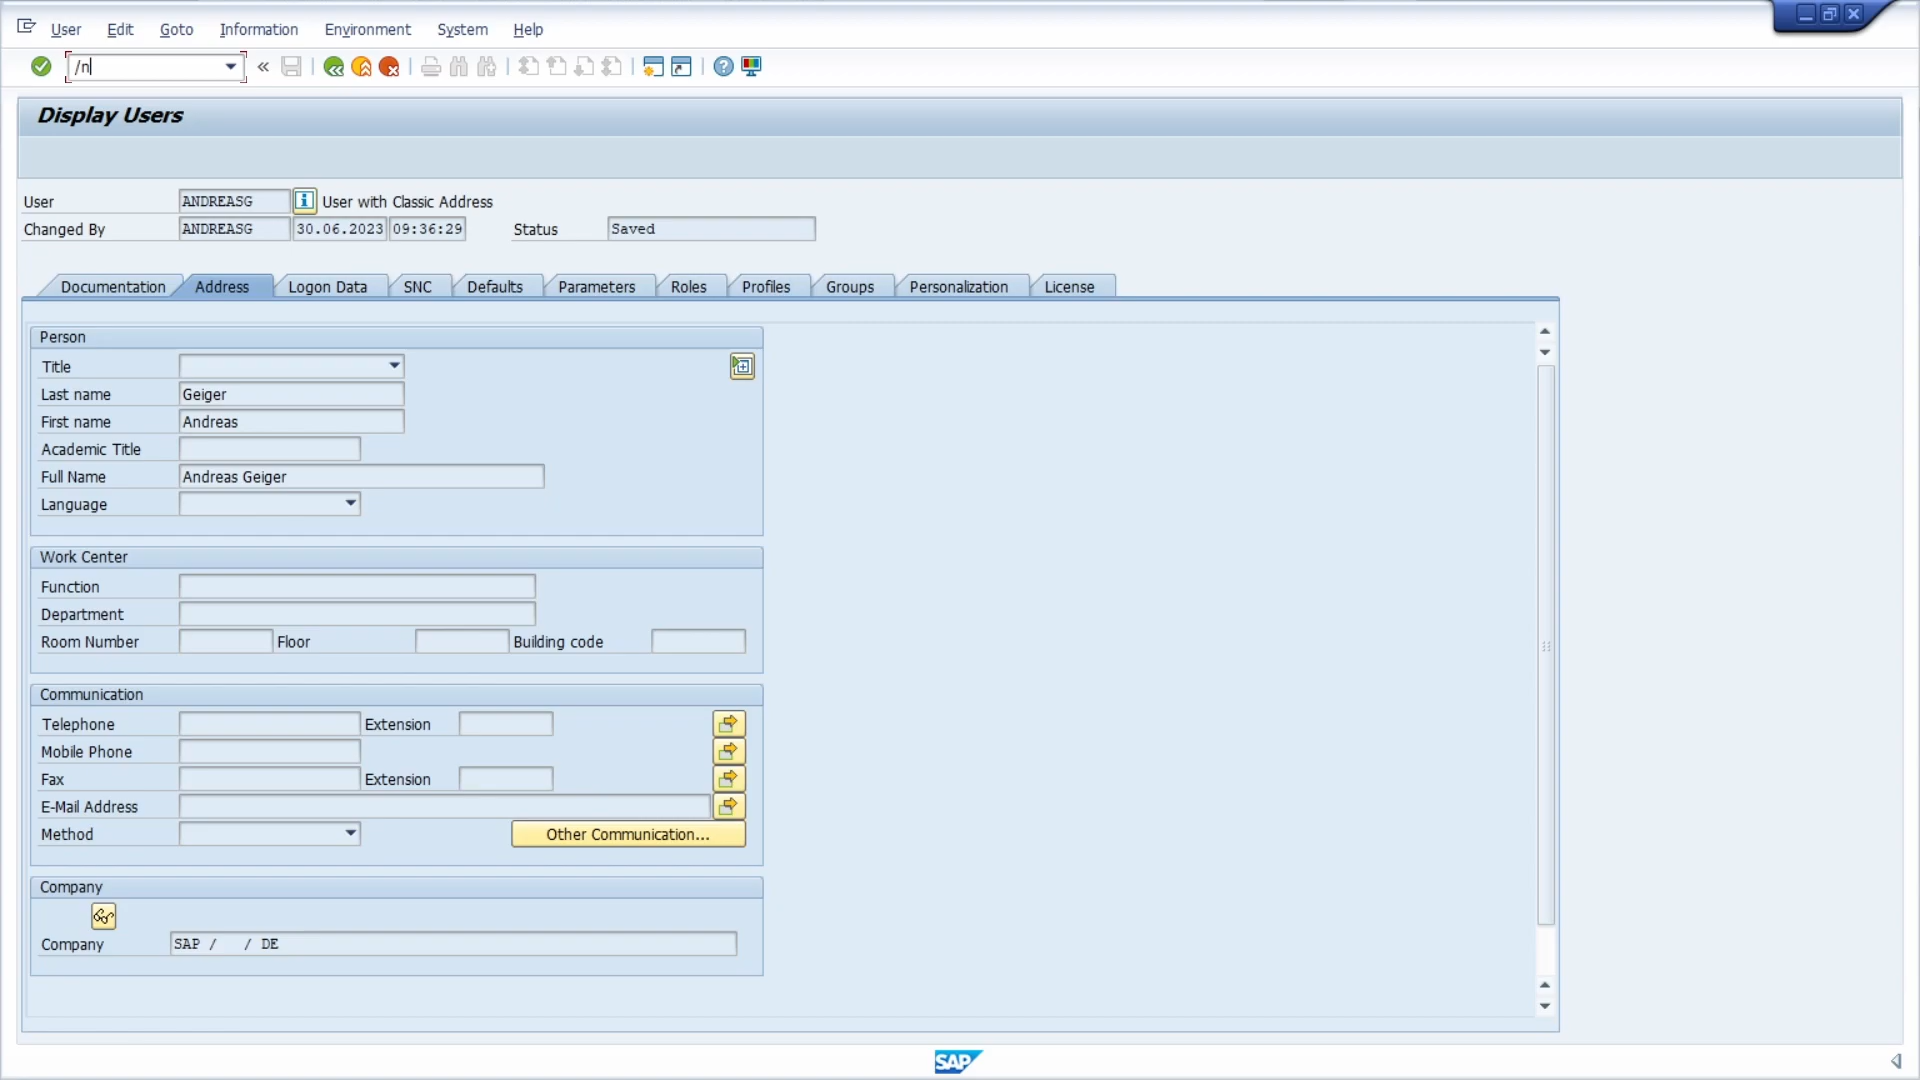 User Edit Goto Information Environment System Help
/n
Display Users
User ANDREASG User with Classic Address
Changed By ANDREASG 30.06.2023 09:36:29 Status Saved
Documentation Address Logon Data SNC Defaults Parameters Roles Profiles Groups Personalization License
Person
Title
Last name Geiger
First name Andreas
Academic Title
Full Name Andreas Geiger
Language
Work Center
Function
Department
Room Number Floor Building code
Communication
Telephone Extension
Mobile Phone
Fax Extension
E-Mail Address
Method Other Communication...
Company
Company SAP / / DE
SAP